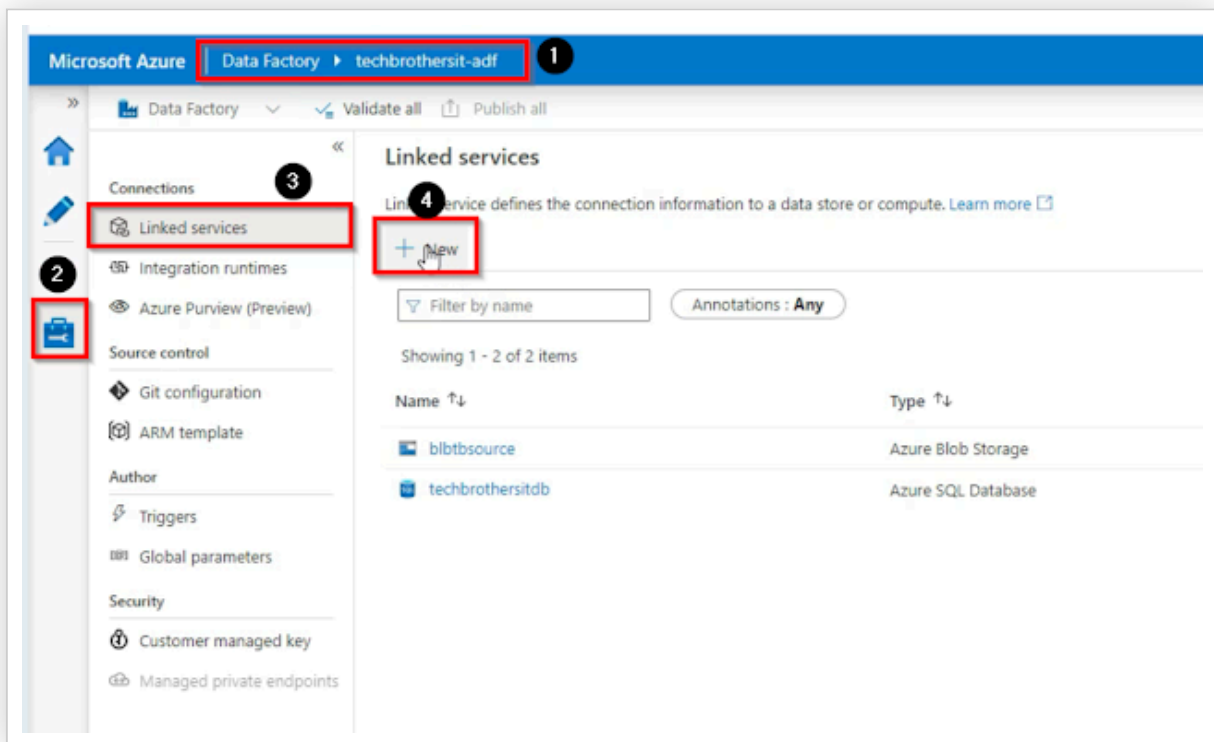 Microsoft Azure | Data Factory ▸ techbrothersit-adf 1
Data Factory Validate all Publish all
Connections 3
Linked services
Integration runtimes
2
Azure Purview (Preview)
Source control
Git configuration
ARM template
Author
Triggers
Global parameters
Security
Customer managed key
Managed private endpoints
Linked services
4
service defines the connection information to a data store or compute. Learn more
+ New
Filter by name Annotations : Any
Showing 1 - 2 of 2 items
Name Type
blbtbsource Azure Blob Storage
techbrothersitdb Azure SQL Database